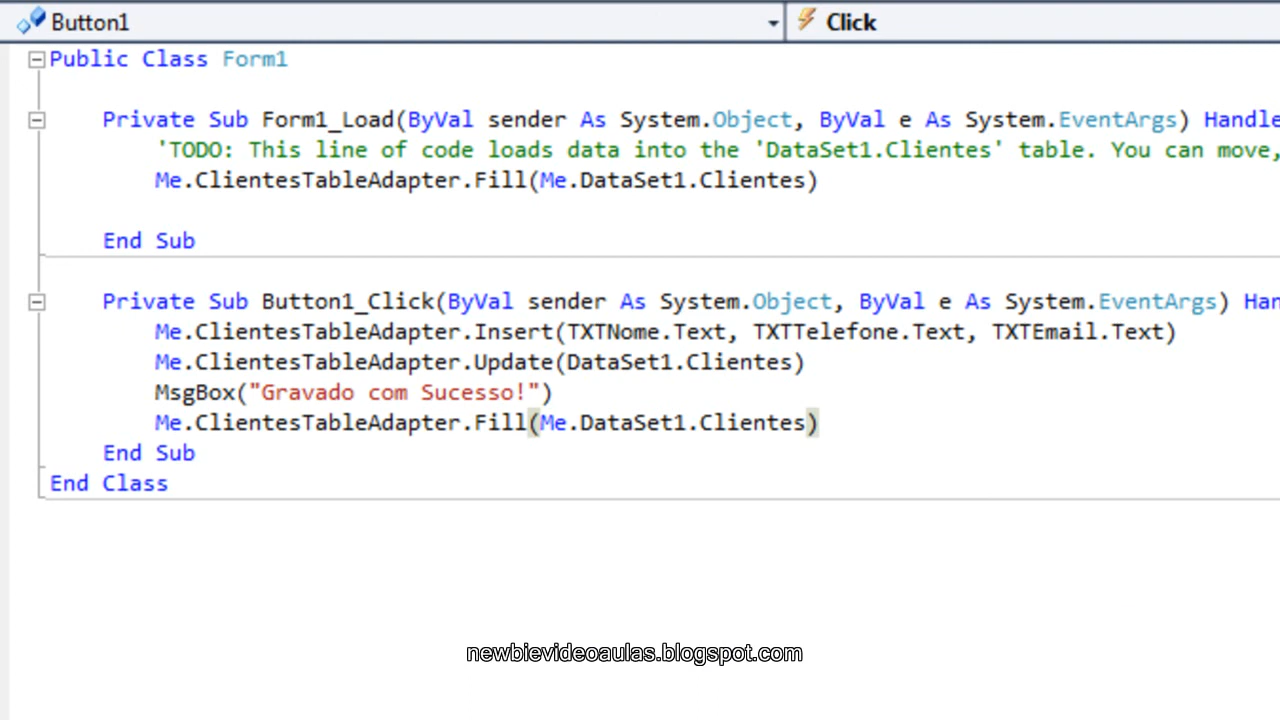 Button1 Click
Public Class Form1
Private Sub Form1_Load(ByVal sender As System.Object, ByVal e As System.EventArgs) Handle
'TODO: This line of code loads data into the 'DataSet1.Clientes' table. You can move,
Me.ClientesTableAdapter.Fill(Me.DataSet1.Clientes)
End Sub
Private Sub Button1_Click(ByVal sender As System.Object, ByVal e As System.EventArgs) Han
Me.ClientesTableAdapter.Insert(TXTNome.Text, TXTTelefone.Text, TXTEmail.Text)
Me.ClientesTableAdapter.Update(DataSet1.Clientes)
MsgBox("Gravado com Sucesso!")
Me.ClientesTableAdapter.Fill(Me.DataSet1.Clientes)
End Sub
End Class
newbievideoaulas.blogspot.com